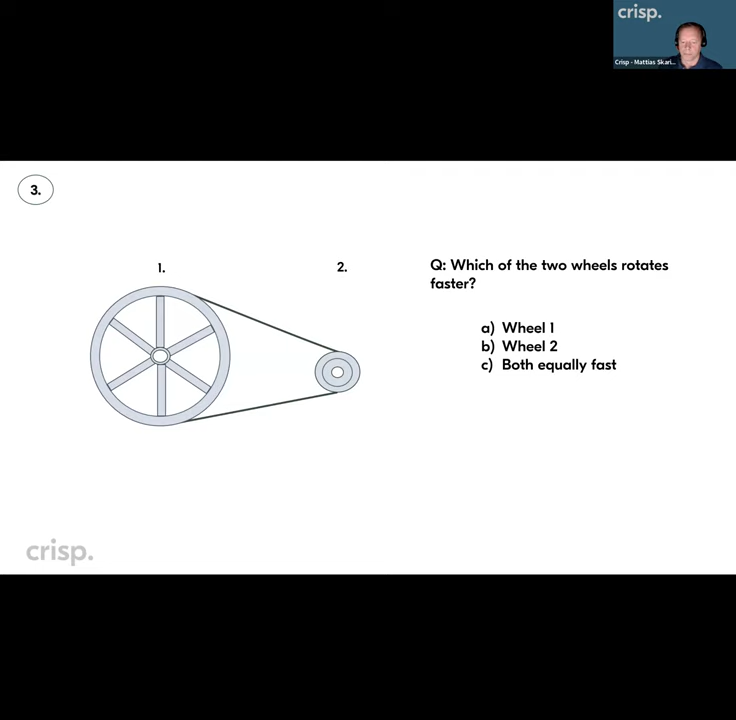 crisp.
Crisp - Mattias Skari...
3.
1.
2.
Q: Which of the two wheels rotates
faster?
a) Wheel 1
b) Wheel 2
c) Both equally fast
crisp.